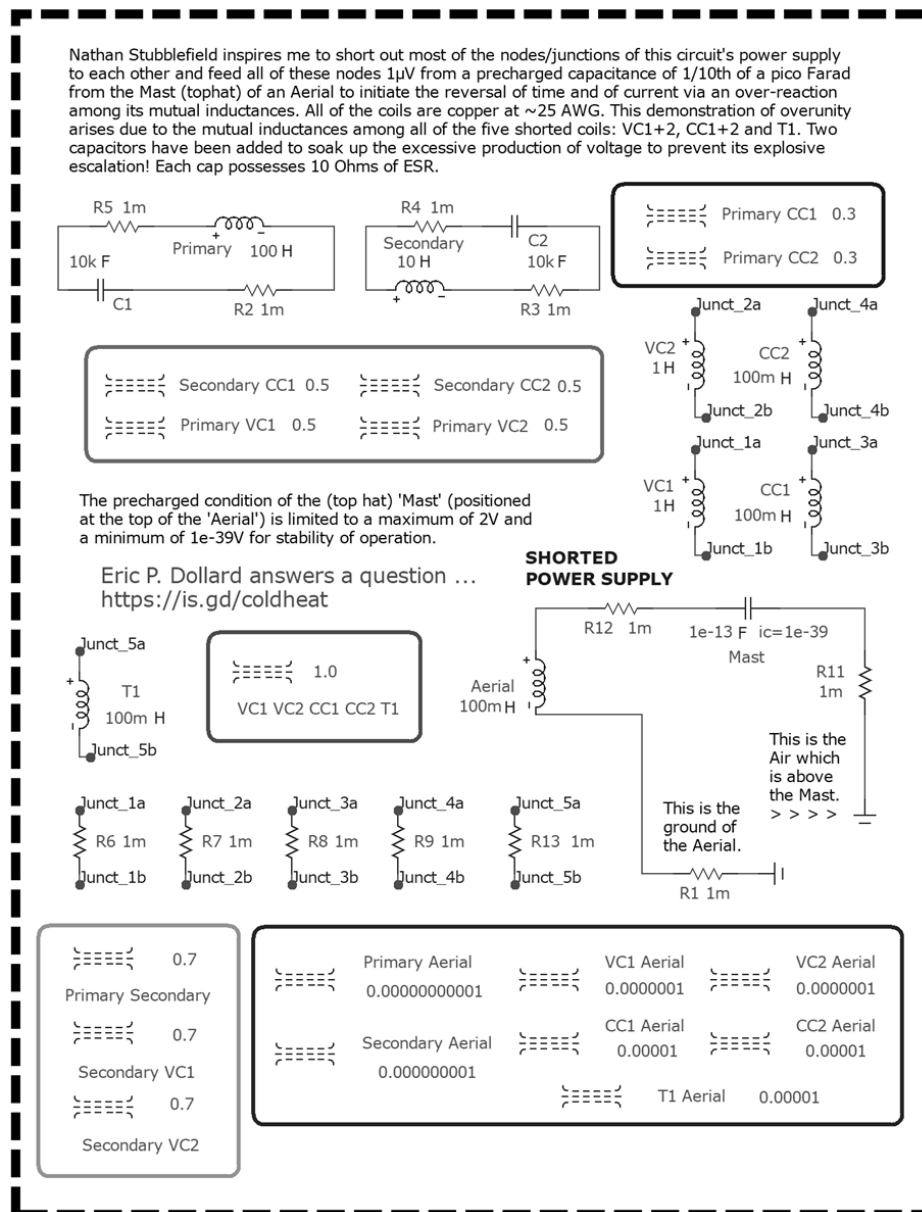 Nathan Stubblefield inspires me to short out most of the nodes/junctions of this circuit's power supply
to each other and feed all of these nodes 1µV from a precharged capacitance of 1/10th of a pico Farad
from the Mast (tophat) of an Aerial to initiate the reversal of time and of current via an over-reaction
among its mutual inductances. All of the coils are copper at ~25 AWG. This demonstration of overunity
arises due to the mutual inductances among all of the five shorted coils: VC1+2, CC1+2 and T1. Two
capacitors have been added to soak up the excessive production of voltage to prevent its explosive
escalation! Each cap possesses 10 Ohms of ESR.
R5 1m
Primary 100 H
10k F
C1
R2 1m
R4 1m
Secondary
10 H
C2
10k F
R3 1m
Primary CC1 0.3
Primary CC2 0.3
Junct_2a
Junct_4a
VC2
1H
CC2
100m H
Junct_2b
Junct_4b
Secondary CC1 0.5
Secondary CC2 0.5
Primary VC1 0.5
Primary VC2 0.5
Junct_1a
Junct_3a
VC1
1H
CC1
100m H
Junct_1b
Junct_3b
The precharged condition of the (top hat) 'Mast' (positioned
at the top of the 'Aerial') is limited to a maximum of 2V and
a minimum of 1e-39V for stability of operation.
Eric P. Dollard answers a question ...
https://is.gd/coldheat
SHORTED
POWER SUPPLY
R12 1m
1e-13 F ic=1e-39
Mast
R11
1m
Aerial
100m H
Junct_5a
T1
100m H
Junct_5b
1.0
VC1 VC2 CC1 CC2 T1
This is the
Air which
is above
the Mast.
> > > >
This is the
ground of
the Aerial.
R1 1m
Junct_1a
Junct_2a
Junct_3a
Junct_4a
Junct_5a
R6 1m
R7 1m
R8 1m
R9 1m
R13 1m
Junct_1b
Junct_2b
Junct_3b
Junct_4b
Junct_5b
0.7
Primary Secondary
0.7
Secondary VC1
0.7
Secondary VC2
Primary Aerial
0.00000000001
VC1 Aerial
0.0000001
VC2 Aerial
0.0000001
Secondary Aerial
0.000000001
CC1 Aerial
0.00001
CC2 Aerial
0.00001
T1 Aerial 0.00001